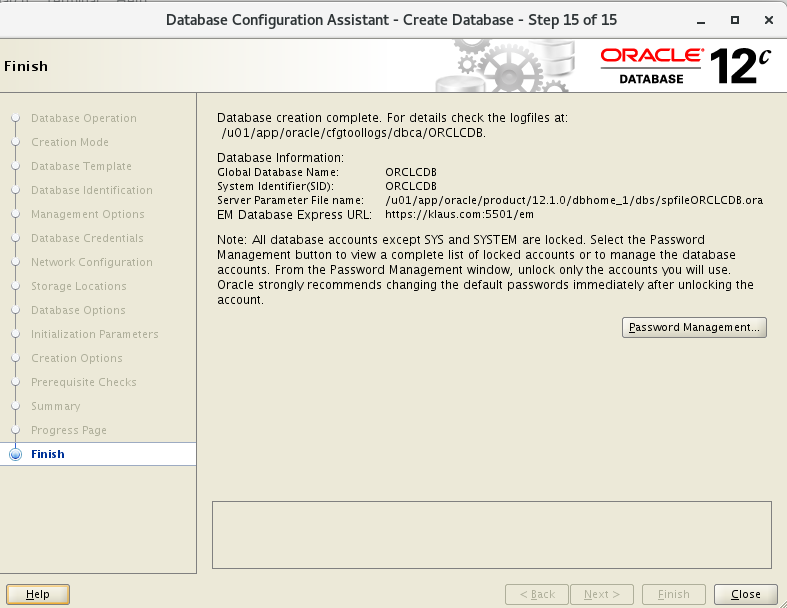 Database Configuration Assistant - Create Database - Step 15 of 15
Finish
ORACLE
DATABASE
12c
Database Operation
Creation Mode
Database Template
Database Identification
Management Options
Database Credentials
Network Configuration
Storage Locations
Database Options
Initialization Parameters
Creation Options
Prerequisite Checks
Summary
Progress Page
Finish
Database creation complete. For details check the logfiles at:
/u01/app/oracle/cfgtoollogs/dbca/ORCLCDB.
Database Information:
Global Database Name: ORCLCDB
System Identifier(SID): ORCLCDB
Server Parameter File name: /u01/app/oracle/product/12.1.0/dbhome_1/dbs/spfileORCLCDB.ora
EM Database Express URL: https://klaus.com:5501/em
Note: All database accounts except SYS and SYSTEM are locked. Select the Password
Management button to view a complete list of locked accounts or to manage the database
accounts. From the Password Management window, unlock only the accounts you will use.
Oracle strongly recommends changing the default passwords immediately after unlocking the
account.
Password Management...
Help
< Back
Next >
Finish
Close